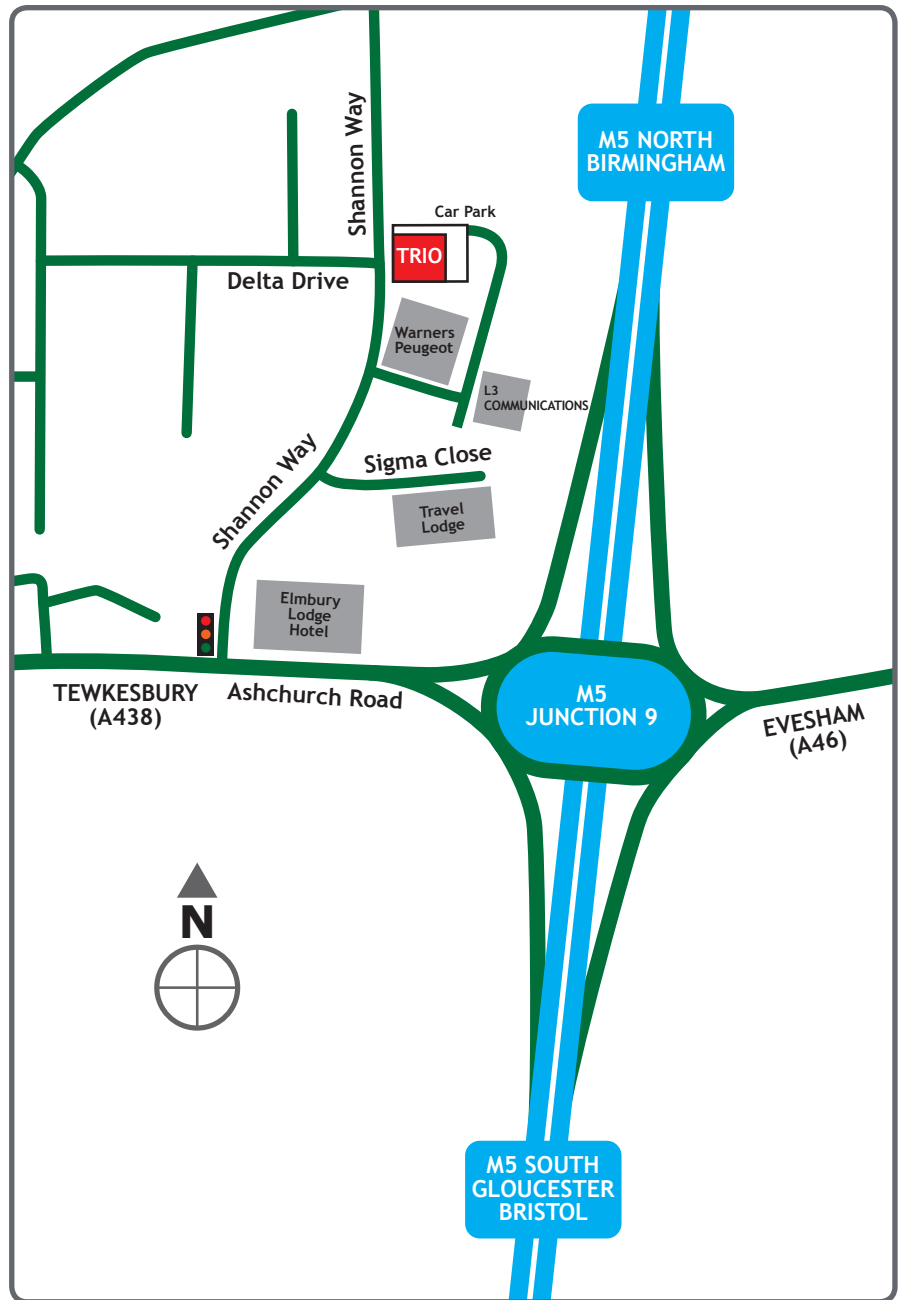 Shannon Way
M5 NORTH
BIRMINGHAM
Car Park
TRIO
Delta Drive
Warners
Peugeot
L3
COMMUNICATIONS
Shannon Way
Sigma Close
Travel
Lodge
Elmbury
Lodge
Hotel
TEWKESBURY
(A438)
Ashchurch Road
M5
JUNCTION 9
EVESHAM
(A46)
N
M5 SOUTH
GLOUCESTER
BRISTOL